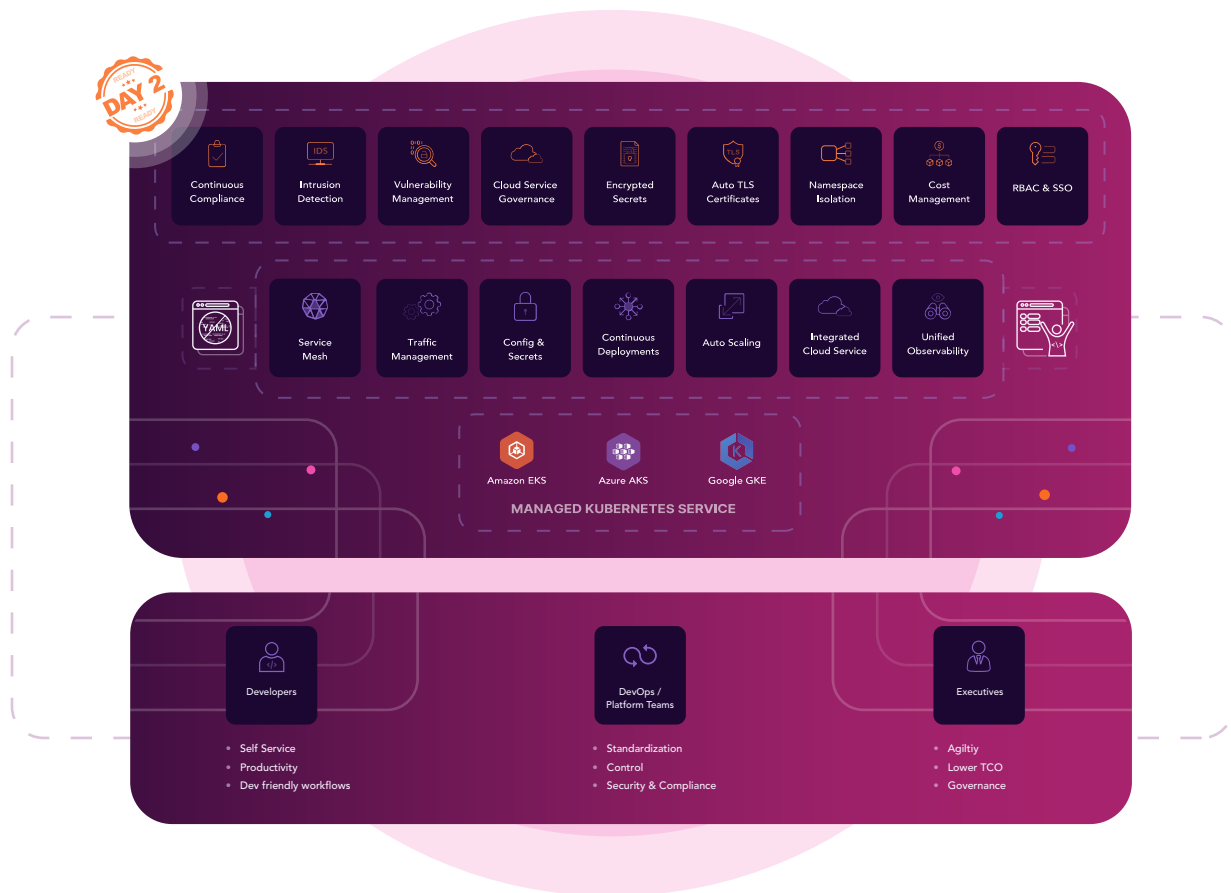 READY
DAY 2
READY
Continuous
Compliance
IDS
Intrusion
Detection
Vulnerability
Management
Cloud Service
Governance
Encrypted
Secrets
TLS
Auto TLS
Certificates
Namespace
Isolation
$
Cost
Management
RBAC & SSO
YAML
Service
Mesh
Traffic
Management
Config &
Secrets
Continuous
Deployments
Auto Scaling
Integrated
Cloud Service
Unified
Observability
</>
Amazon EKS
Azure AKS
K
Google GKE
MANAGED KUBERNETES SERVICE
</>
Developers
• Self Service
• Productivity
• Dev friendly workflows
DevOps /
Platform Teams
• Standardization
• Control
• Security & Compliance
Executives
• Agiltiy
• Lower TCO
• Governance